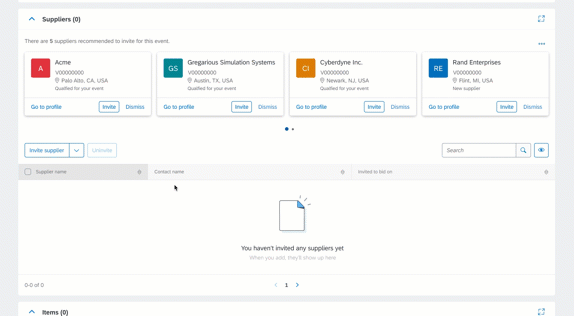 Suppliers (0)
There are 5 suppliers recommended to invite for this event.
A
Acme
V00000000
Palo Alto, CA, USA
Qualified for your event
Go to profile
Invite
Dismiss
GS
Gregarious Simulation Systems
V00000000
Austin, TX, USA
Qualified for your event
Go to profile
Invite
Dismiss
CI
Cyberdyne Inc.
V00000000
Newark, NJ, USA
Qualified for your event
Go to profile
Invite
Dismiss
RE
Rand Enterprises
V00000000
Flint, MI, USA
New supplier
Go to profile
Invite
Dismiss
Invite supplier
Uninvite
Search
Supplier name
Contact name
Invited to bid on
You haven't invited any suppliers yet
When you add, they'll show up here.
0-0 of 0
1
Items (0)